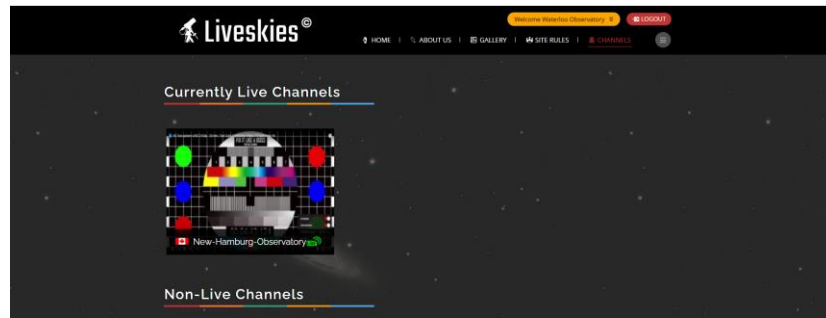 Welcome Waterloo Observatory
LOGOUT
Liveskies©
HOME | ABOUT US | GALLERY | SITE RULES | CHANNELS
Currently Live Channels
New-Hamburg-Observatory
Non-Live Channels